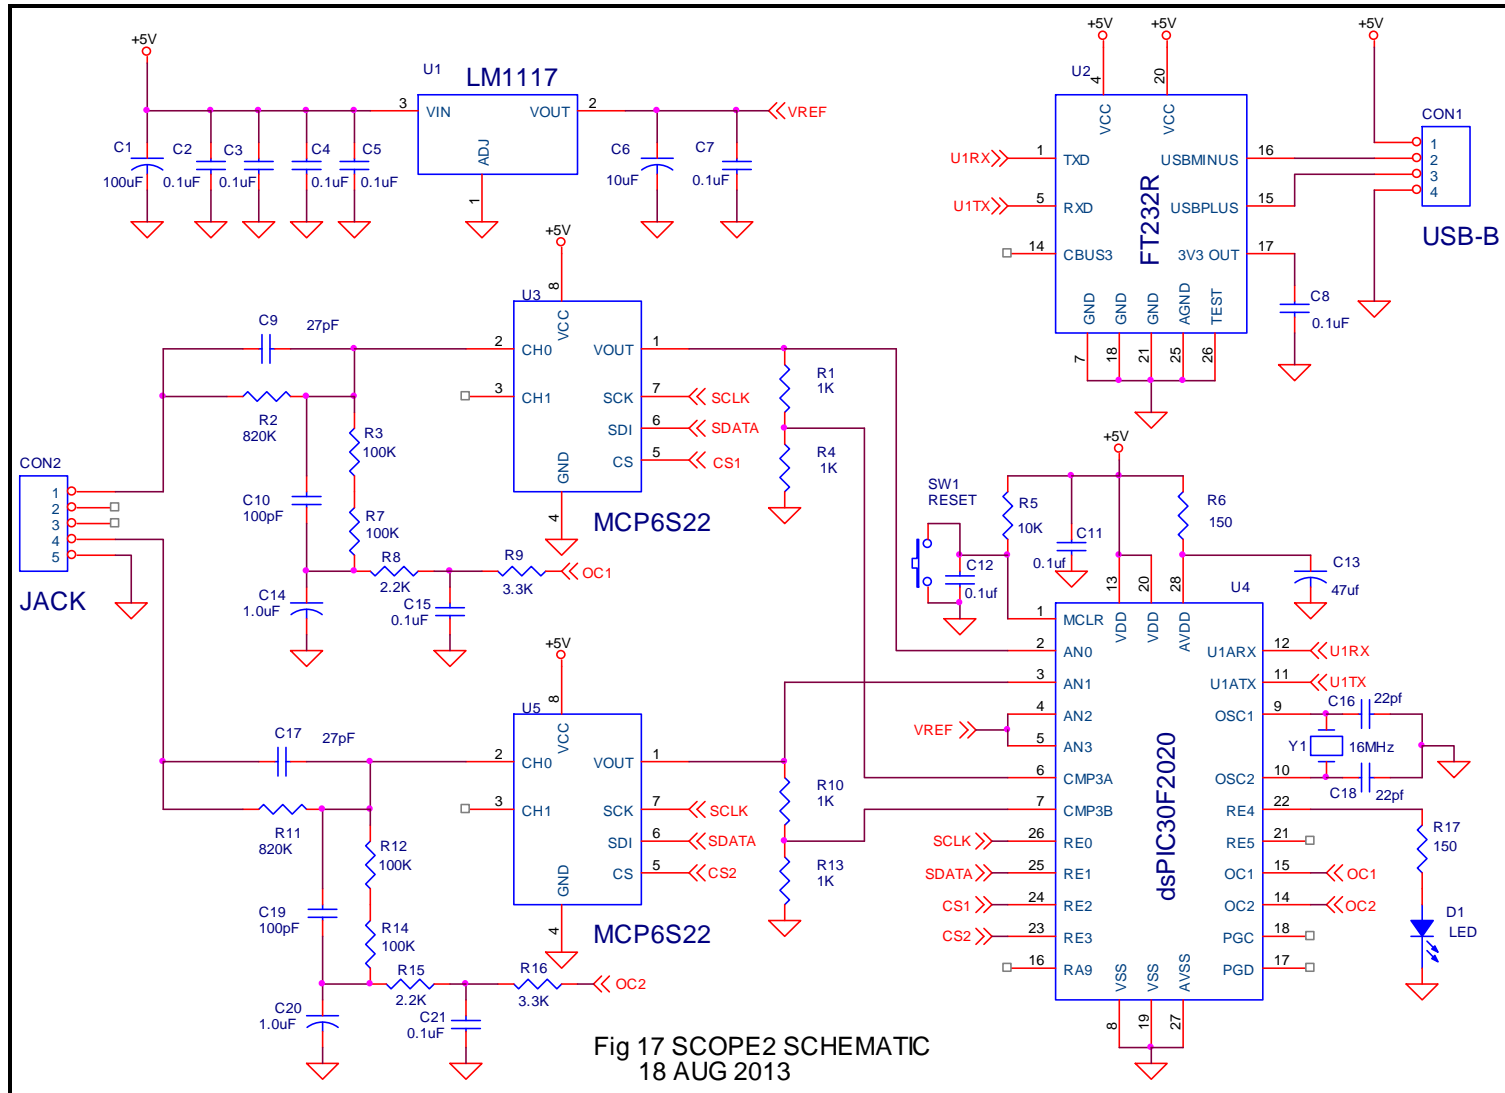 +5V
U1
LM1117
3
VIN
VOUT
2
VREF
ADJ
1
C1
100uF
C2
0.1uF
C3
0.1uF
C4
0.1uF
C5
0.1uF
C6
10uF
C7
0.1uF
+5V
+5V
+5V
U2
4
20
VCC
VCC
U1RX
1
TXD
U1TX
5
RXD
14
CBUS3
FT232R
USBMINUS
16
USBPLUS
15
3V3 OUT
17
GND
GND
GND
AGND
TEST
7
18
21
25
26
C8
0.1uF
CON1
1
2
3
4
USB-B
+5V
U3
8
VCC
C9
27pF
2
CH0
VOUT
1
3
CH1
SCK
7
SCLK
SDI
6
SDATA
CS
5
CS1
GND
4
MCP6S22
R2
820K
R3
100K
C10
100pF
R7
100K
R8
2.2K
R9
3.3K
OC1
C14
1.0uF
C15
0.1uF
R1
1K
R4
1K
CON2
1
2
3
4
5
JACK
+5V
U5
8
VCC
C17
27pF
2
CH0
VOUT
1
3
CH1
SCK
7
SCLK
SDI
6
SDATA
CS
5
CS2
GND
4
MCP6S22
R11
820K
R12
100K
C19
100pF
R14
100K
R15
2.2K
R16
3.3K
OC2
C20
1.0uF
C21
0.1uF
R10
1K
R13
1K
+5V
SW1
RESET
R5
10K
C11
0.1uf
C12
0.1uf
R6
150
C13
47uf
U4
13
20
28
VDD
VDD
AVDD
1
MCLR
2
AN0
3
AN1
VREF
4
AN2
5
AN3
6
CMP3A
7
CMP3B
SCLK
26
RE0
SDATA
25
RE1
CS1
24
RE2
CS2
23
RE3
16
RA9
dsPIC30F2020
U1ARX
12
U1RX
U1ATX
11
U1TX
OSC1
9
C16
22pf
Y1
16MHz
OSC2
10
C18
22pf
RE4
22
RE5
21
OC1
15
OC1
OC2
14
OC2
PGC
18
PGD
17
VSS
VSS
AVSS
8
19
27
R17
150
D1
LED
Fig 17 SCOPE2 SCHEMATIC
18 AUG 2013